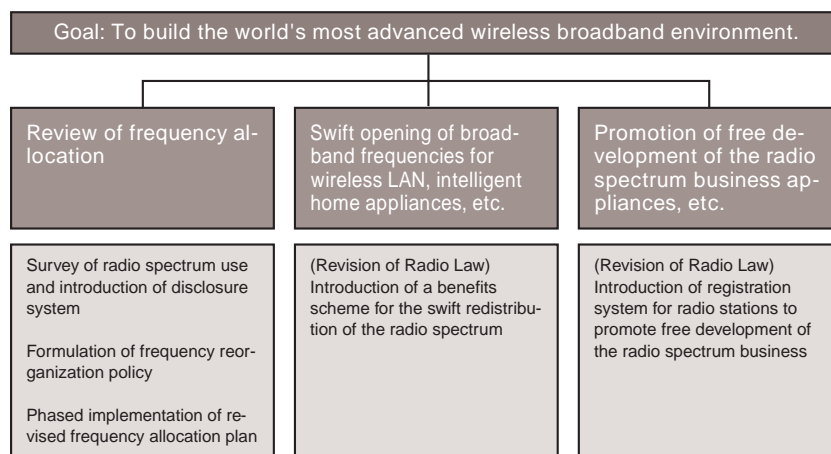 Goal: To build the world's most advanced wireless broadband environment.
Review of frequency al-
location
Swift opening of broad-
band frequencies for
wireless LAN, intelligent
home appliances, etc.
Promotion of free de-
velopment of the radio
spectrum business ap-
pliances, etc.
Survey of radio spectrum use
and introduction of disclosure
system
Formulation of frequency reor-
ganization policy
Phased implementation of re-
vised frequency allocation plan
(Revision of Radio Law)
Introduction of a benefits
scheme for the swift redistribu-
tion of the radio spectrum
(Revision of Radio Law)
Introduction of registration
system for radio stations to
promote free development of
the radio spectrum business